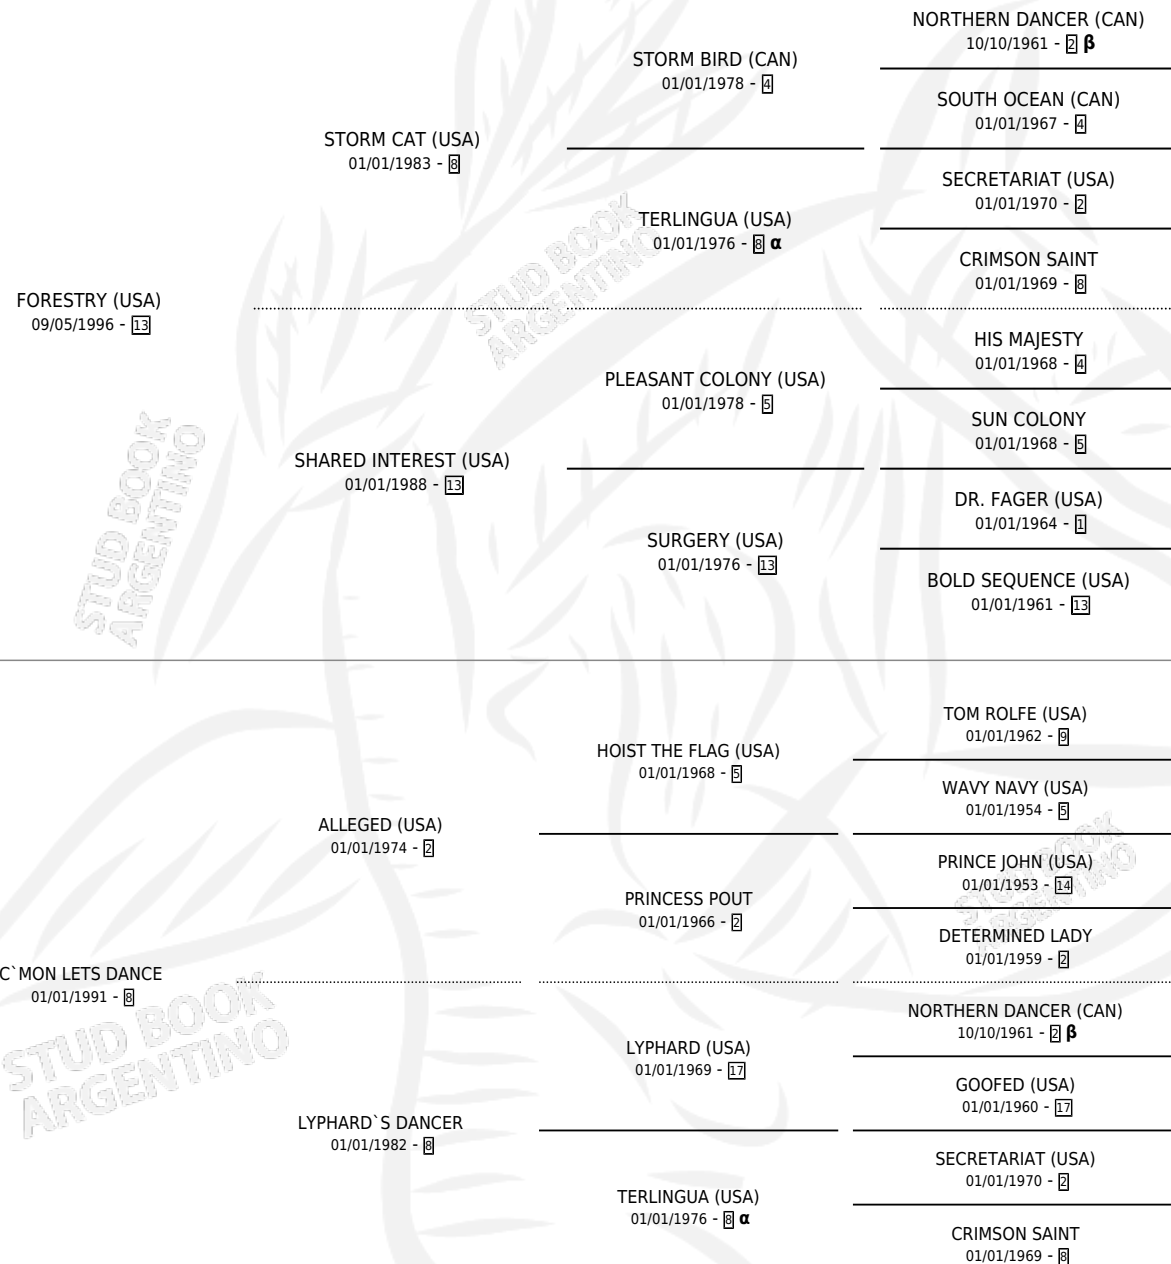 NORTHERN DANCER (CAN)
10/10/1961 - 2 β
STORM BIRD (CAN)
01/01/1978 - 4
SOUTH OCEAN (CAN)
01/01/1967 - 4
STORM CAT (USA)
01/01/1983 - 8
SECRETARIAT (USA)
01/01/1970 - 2
TERLINGUA (USA)
01/01/1976 - 8 α
CRIMSON SAINT
01/01/1969 - 8
STUD BOOK
ARGENTINO
FORESTRY (USA)
09/05/1996 - 13
HIS MAJESTY
01/01/1968 - 4
PLEASANT COLONY (USA)
01/01/1978 - 5
SUN COLONY
01/01/1968 - 5
SHARED INTEREST (USA)
01/01/1988 - 13
DR. FAGER (USA)
01/01/1964 - 1
STUD BOOK
ARGENTINO
SURGERY (USA)
01/01/1976 - 13
BOLD SEQUENCE (USA)
01/01/1961 - 13
TOM ROLFE (USA)
01/01/1962 - 9
HOIST THE FLAG (USA)
01/01/1968 - 5
WAVY NAVY (USA)
01/01/1954 - 5
ALLEGED (USA)
01/01/1974 - 2
PRINCE JOHN (USA)
01/01/1953 - 14
STUD BOOK
ARGENTINO
PRINCESS POUT
01/01/1966 - 2
DETERMINED LADY
01/01/1959 - 2
C`MON LETS DANCE
01/01/1991 - 8
STUD BOOK
ARGENTINO
NORTHERN DANCER (CAN)
10/10/1961 - 2 β
LYPHARD (USA)
01/01/1969 - 17
GOOFED (USA)
01/01/1960 - 17
LYPHARD`S DANCER
01/01/1982 - 8
SECRETARIAT (USA)
01/01/1970 - 2
TERLINGUA (USA)
01/01/1976 - 8 α
CRIMSON SAINT
01/01/1969 - 8